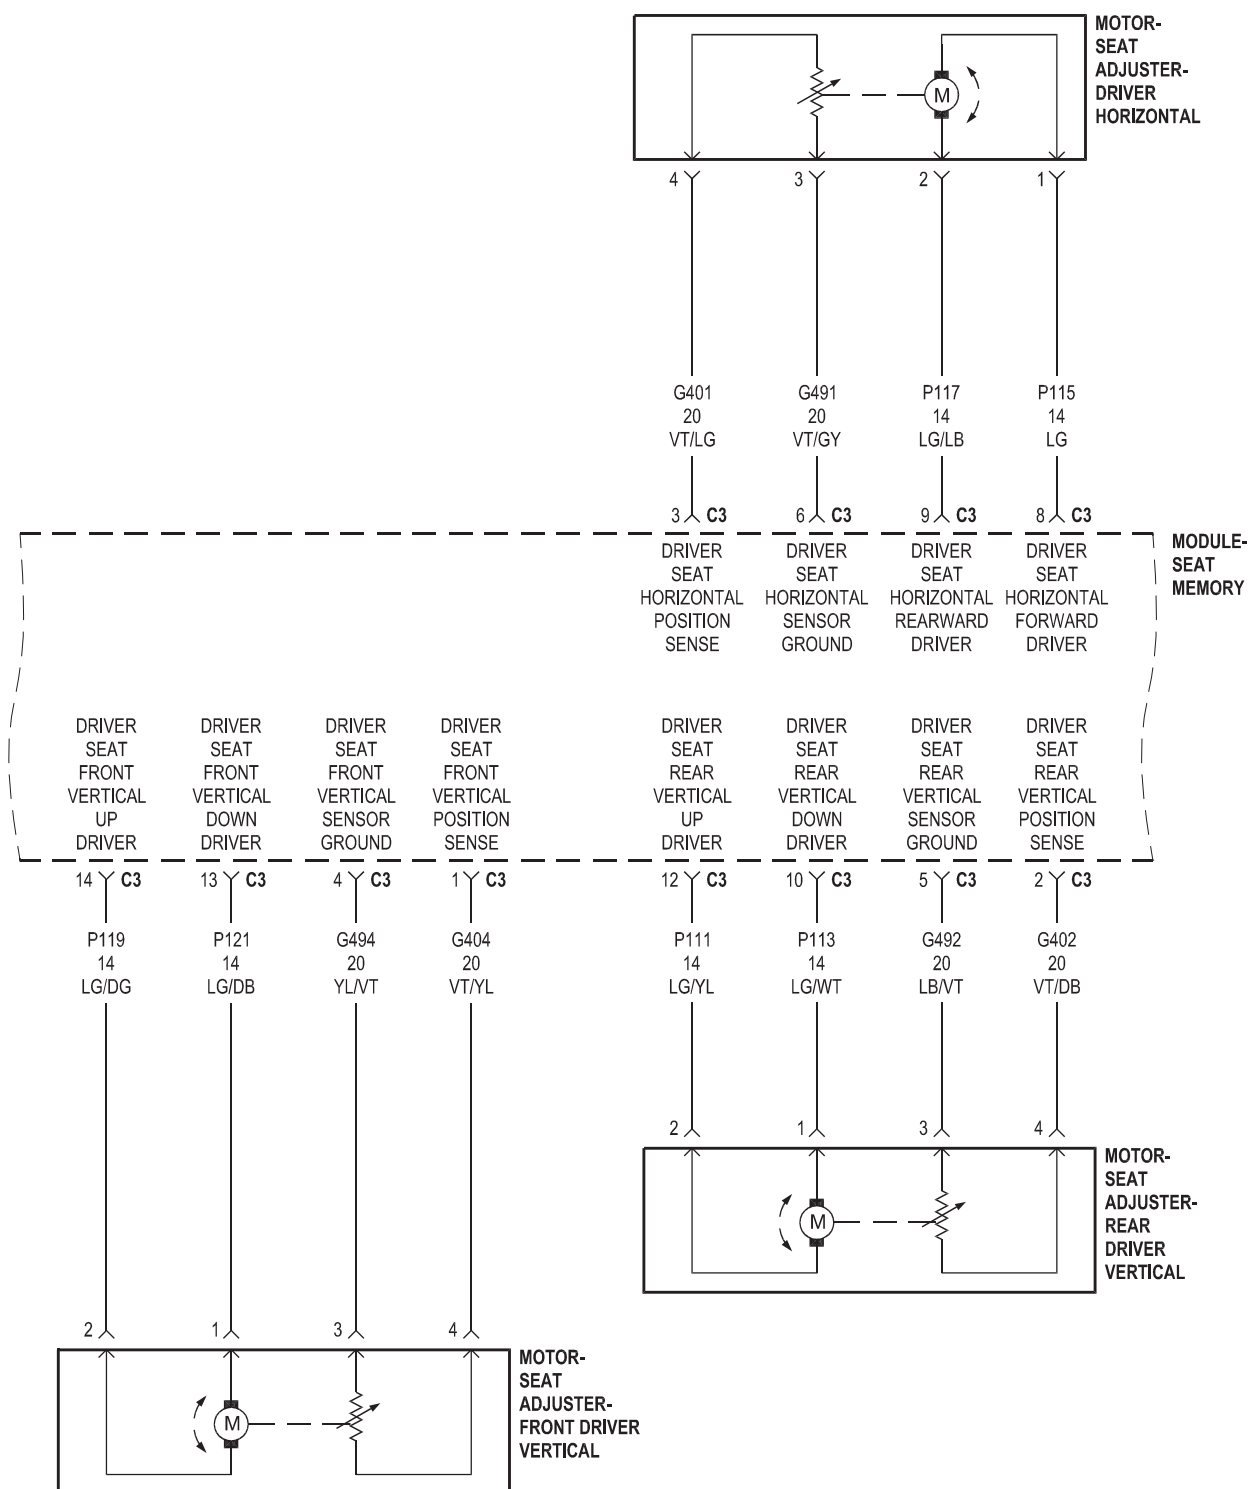 MOTOR-
SEAT
ADJUSTER-
DRIVER
HORIZONTAL
M
4 3 2 1
G401 G491 P117 P115
20 20 14 14
VT/LG VT/GY LG/LB LG
3 C3 6 C3 9 C3 8 C3
MODULE-
SEAT
MEMORY
DRIVER DRIVER DRIVER DRIVER
SEAT SEAT SEAT SEAT
HORIZONTAL HORIZONTAL HORIZONTAL HORIZONTAL
POSITION SENSOR REARWARD FORWARD
SENSE GROUND DRIVER DRIVER
DRIVER DRIVER DRIVER DRIVER DRIVER DRIVER DRIVER DRIVER
SEAT SEAT SEAT SEAT SEAT SEAT SEAT SEAT
FRONT FRONT FRONT FRONT REAR REAR REAR REAR
VERTICAL VERTICAL VERTICAL VERTICAL VERTICAL VERTICAL VERTICAL VERTICAL
UP DOWN SENSOR POSITION UP DOWN SENSOR POSITION
DRIVER DRIVER GROUND SENSE DRIVER DRIVER GROUND SENSE
14 C3 13 C3 4 C3 1 C3 12 C3 10 C3 5 C3 2 C3
P119 P121 G494 G404 P111 P113 G492 G402
14 14 20 20 14 14 20 20
LG/DG LG/DB YL/VT VT/YL LG/YL LG/WT LB/VT VT/DB
2 1 3 4
MOTOR-
SEAT
ADJUSTER-
REAR
DRIVER
VERTICAL
M
2 1 3 4
MOTOR-
SEAT
ADJUSTER-
FRONT DRIVER
VERTICAL
M